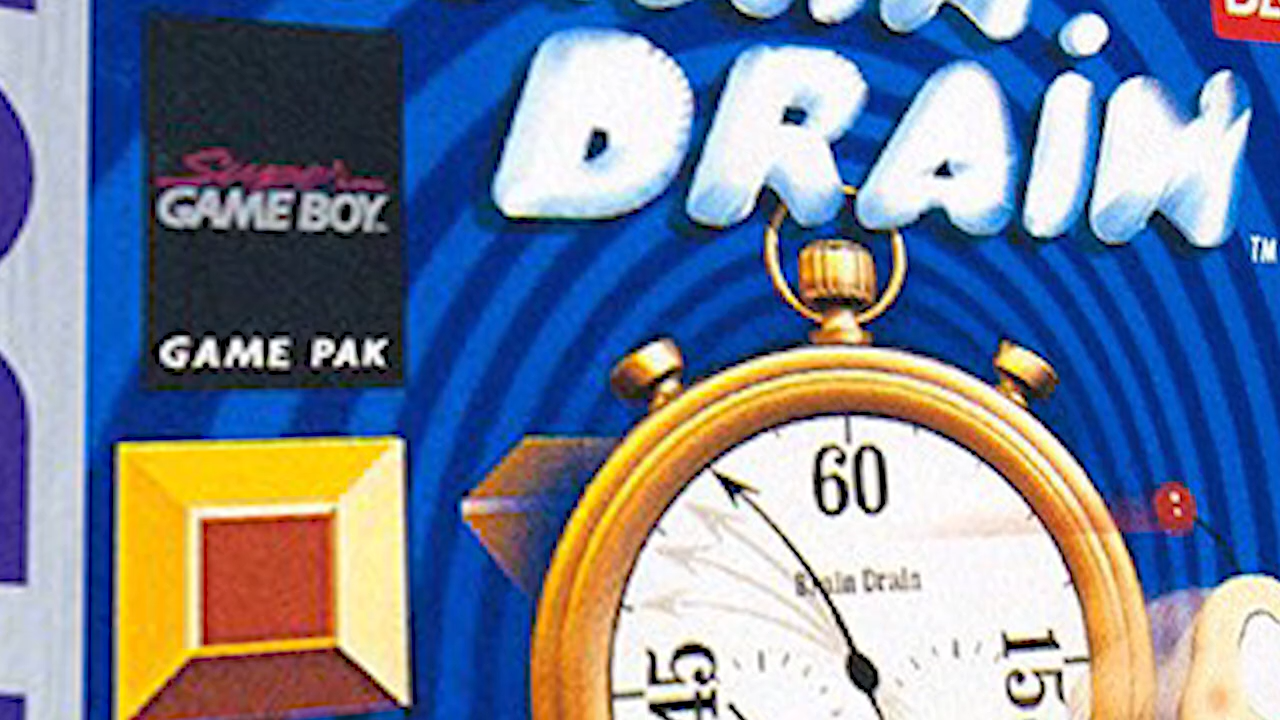 DRAIN
TM
Super
GAME BOY
GAME PAK
60
Brain Drain
45
15